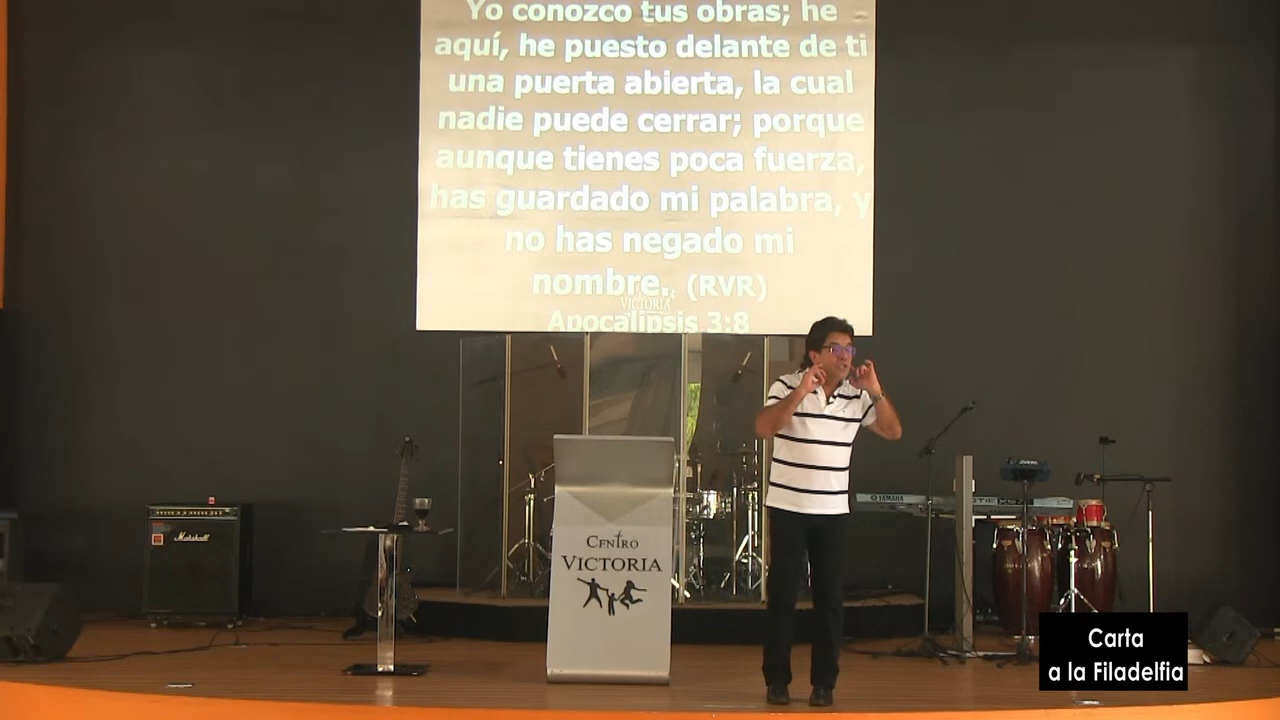 Yo conozco tus obras; he
aquí, he puesto delante de ti
una puerta abierta, la cual
nadie puede cerrar; porque
aunque tienes poca fuerza,
has guardado mi palabra, y
no has negado mi
nombre., (RVR)
VICTORIA
Apocalipsis 3:8
Marshall
CENTRO
VICTORIA
YAMAHA
Carta
a la Filadelfia